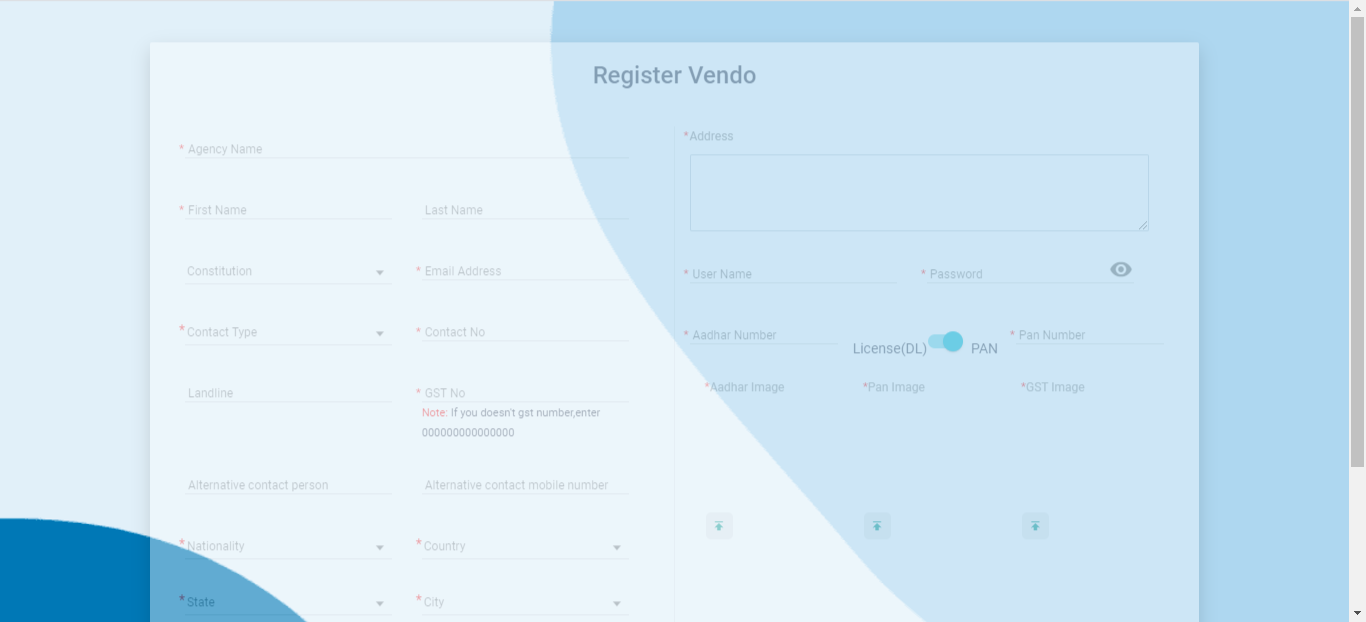 Register Vendo
* Agency Name
* First Name
Last Name
Constitution
* Email Address
* Contact Type
* Contact No
Landline
* GST No
Note: If you doesn't gst number,enter
000000000000000
Alternative contact person
Alternative contact mobile number
* Nationality
* Country
* State
* City
*Address
* User Name
* Password
* Aadhar Number
License(DL)
PAN
* Pan Number
*Aadhar Image
*Pan Image
*GST Image